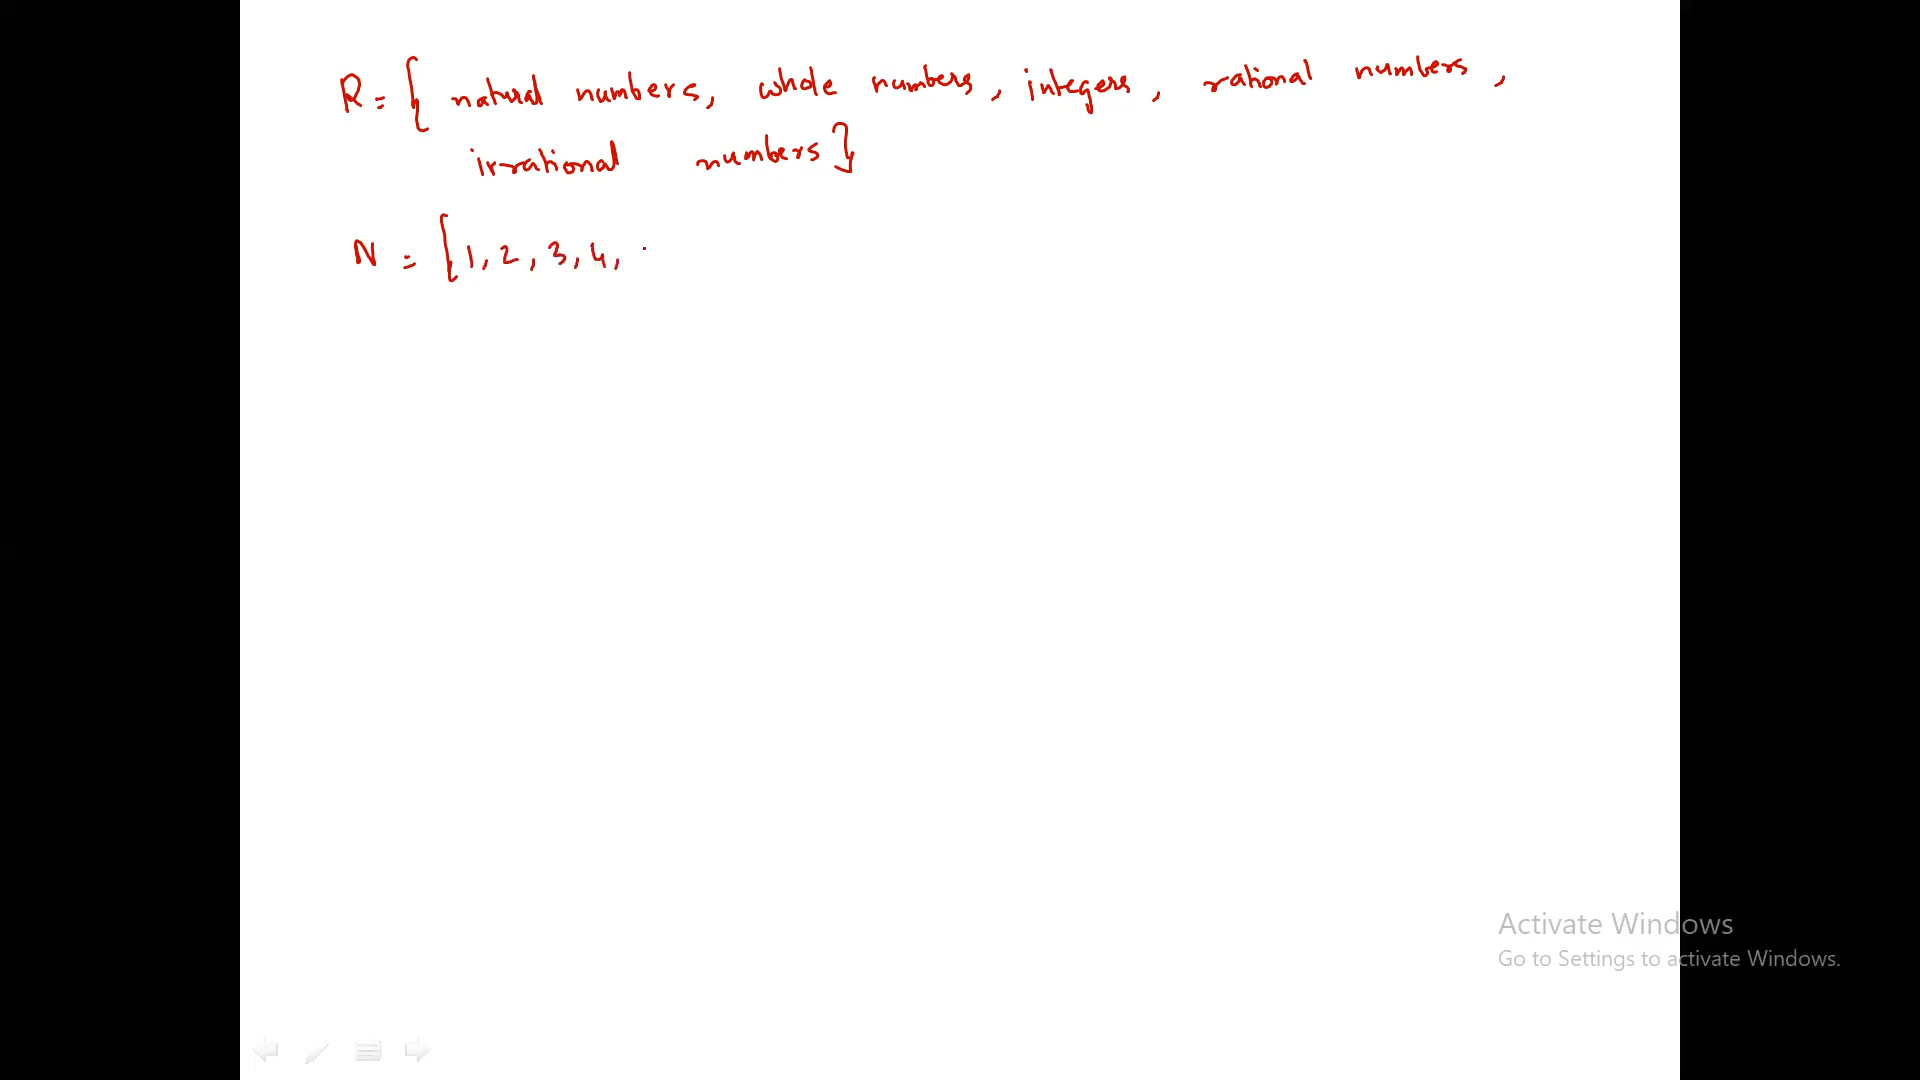 R = { natural numbers, whole numbers, integers, rational numbers,
irrational numbers }
N = { 1, 2, 3, 4, .
Activate Windows
Go to Settings to activate Windows.